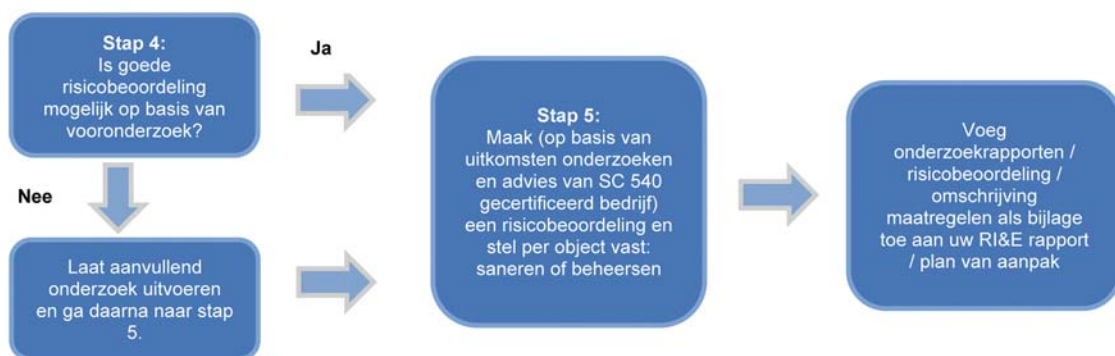 Stap 4:
Is goede
risicobeoordeling
mogelijk op basis van
vooronderzoek?
Ja
Nee
Laat aanvullend
onderzoek uitvoeren
en ga daarna naar stap
5.
Stap 5:
Maak (op basis van
uitkomsten onderzoeken
en advies van SC 540
gecertificeerd bedrijf)
een risicobeoordeling en
stel per object vast:
saneren of beheersen
Voeg
onderzoekrapporten /
risicobeoordeling /
omschrijving
maatregelen als bijlage
toe aan uw RI&E rapport
/ plan van aanpak